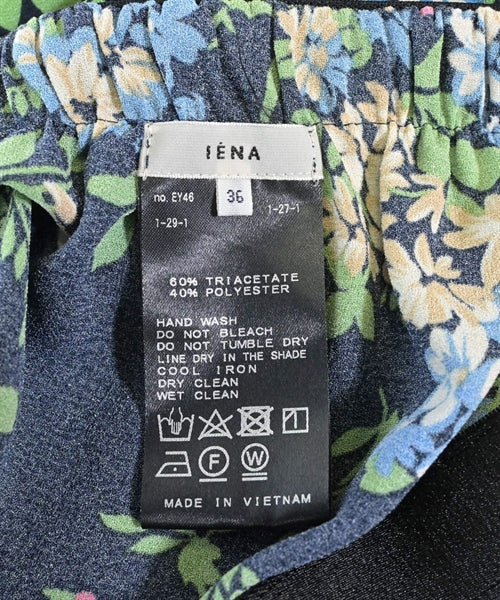 IÉNA
no. EY46
36
1-27-1
1-29-1
60% TRIACETATE
40% POLYESTER
HAND WASH
DO NOT BLEACH
DO NOT TUMBLE DRY
LINE DRY IN THE SHADE
COOL IRON
DRY CLEAN
WET CLEAN
F W
MADE IN VIETNAM